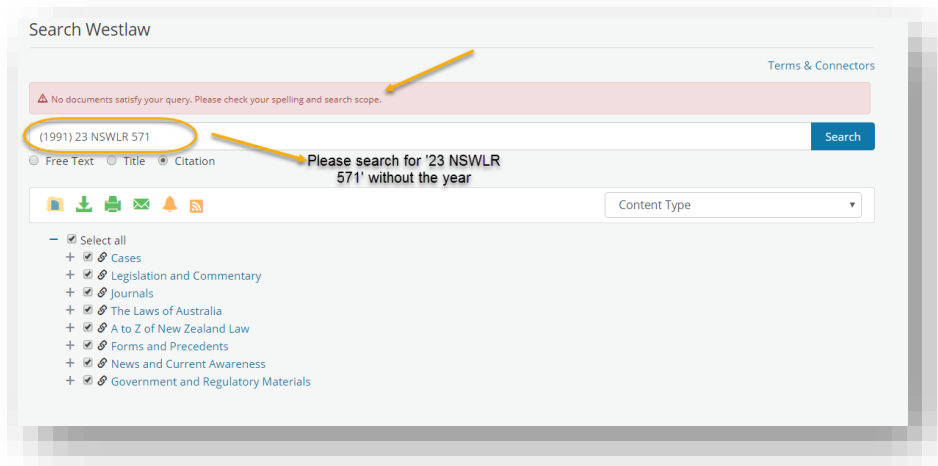 Search Westlaw
Terms & Connectors
No documents satisfy your query. Please check your spelling and search scope.
(1991) 23 NSWLR 571
Search
Free Text Title Citation
Please search for '23 NSWLR
571' without the year
Content Type
Select all
Cases
Legislation and Commentary
Journals
The Laws of Australia
A to Z of New Zealand Law
Forms and Precedents
News and Current Awareness
Government and Regulatory Materials